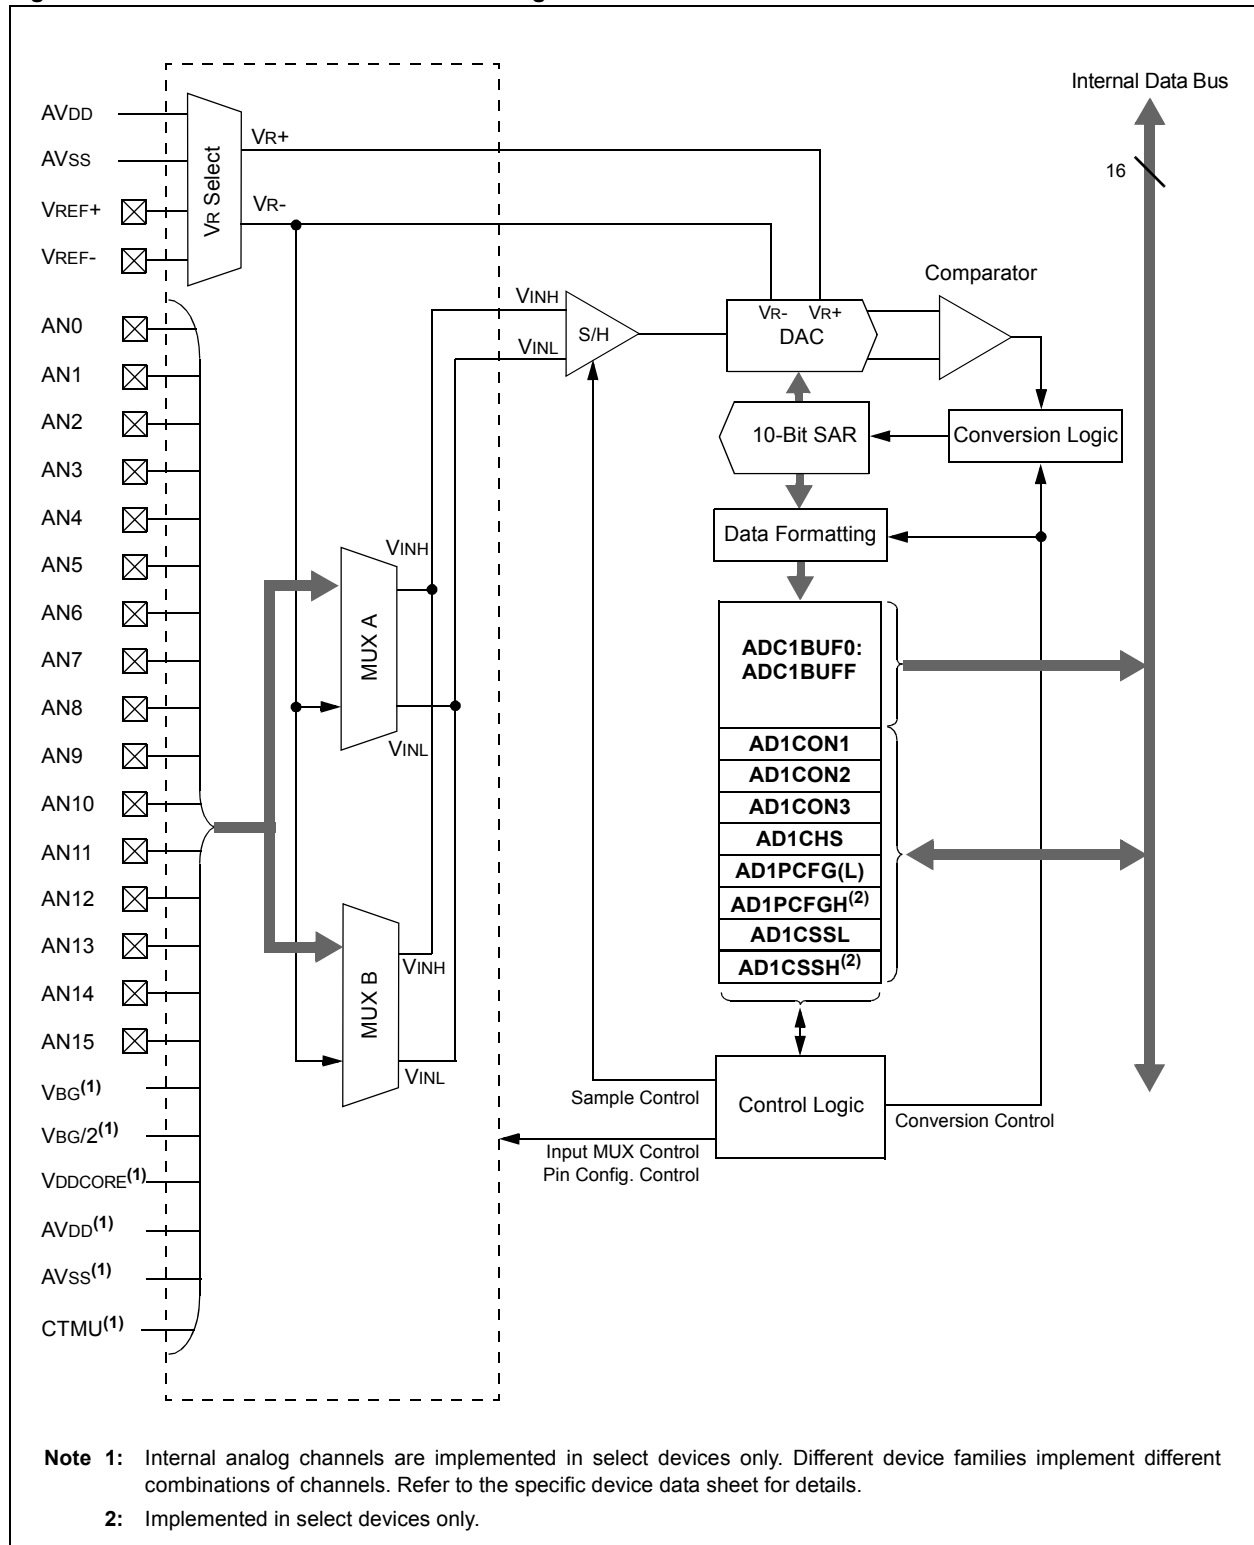 Internal Data Bus
16
AVDD
AVSS
VREF+
VREF-
VR Select
VR+
VR-
AN0
AN1
AN2
AN3
AN4
AN5
AN6
AN7
AN8
AN9
AN10
AN11
AN12
AN13
AN14
AN15
VBG(1)
VBG/2(1)
VDDCORE(1)
AVDD(1)
AVSS(1)
CTMU(1)
VINH
MUX A
VINL
VINH
MUX B
VINL
VINH
VINL
S/H
VR- VR+
DAC
Comparator
10-Bit SAR
Conversion Logic
Data Formatting
ADC1BUF0:
ADC1BUFF
AD1CON1
AD1CON2
AD1CON3
AD1CHS
AD1PCFG(L)
AD1PCFGH(2)
AD1CSSL
AD1CSSH(2)
Control Logic
Sample Control
Conversion Control
Input MUX Control
Pin Config. Control
Note 1: Internal analog channels are implemented in select devices only. Different device families implement different
combinations of channels. Refer to the specific device data sheet for details.
2: Implemented in select devices only.